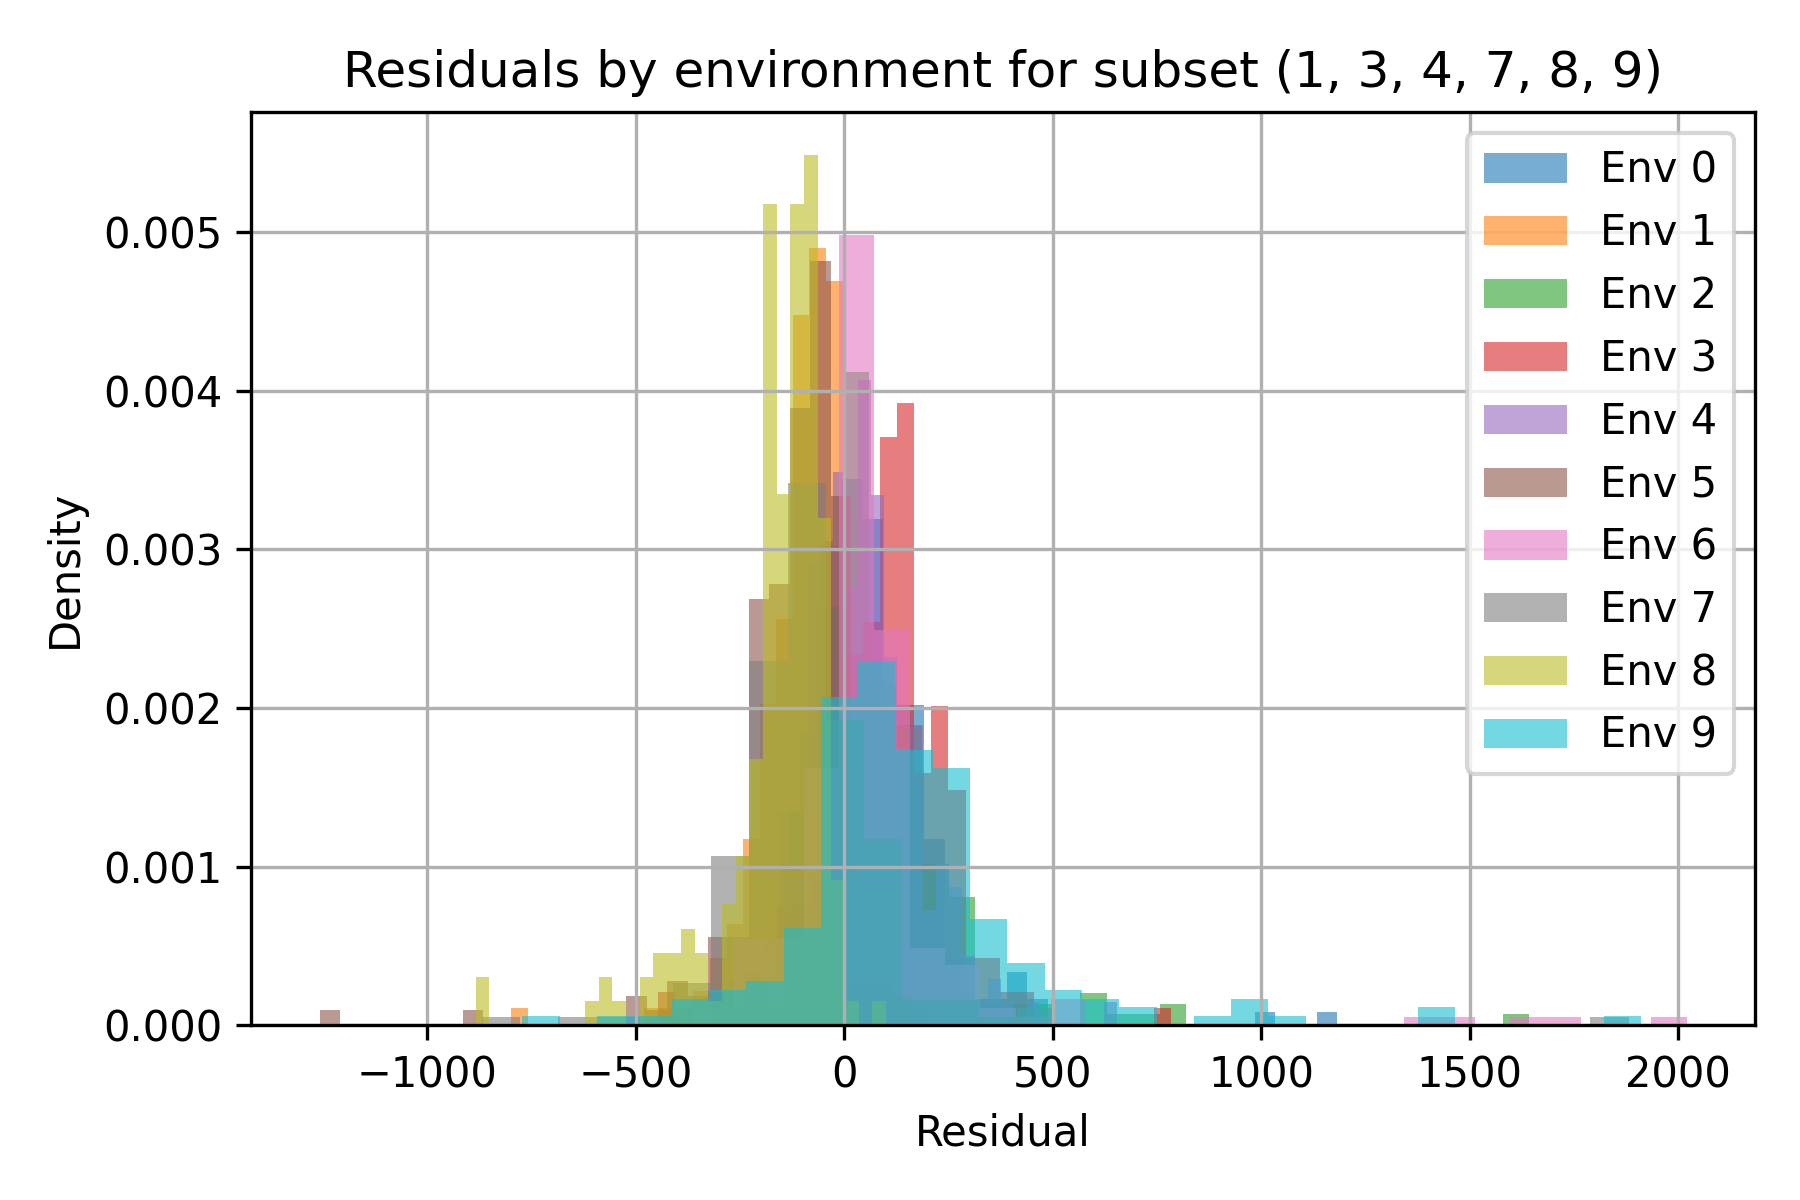 Residuals by environment for subset (1, 3, 4, 7, 8, 9)
Density
0.005
0.004
0.003
0.002
0.001
0.000
−1000
−500
0
500
1000
1500
2000
Residual
Env 0
Env 1
Env 2
Env 3
Env 4
Env 5
Env 6
Env 7
Env 8
Env 9